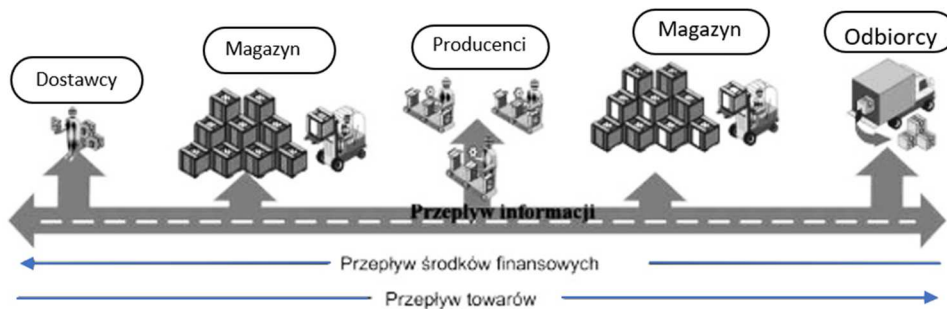 Dostawcy
Magazyn
Producenci
Magazyn
Odbiorcy
Przepływ informacji
Przepływ środków finansowych
Przepływ towarów